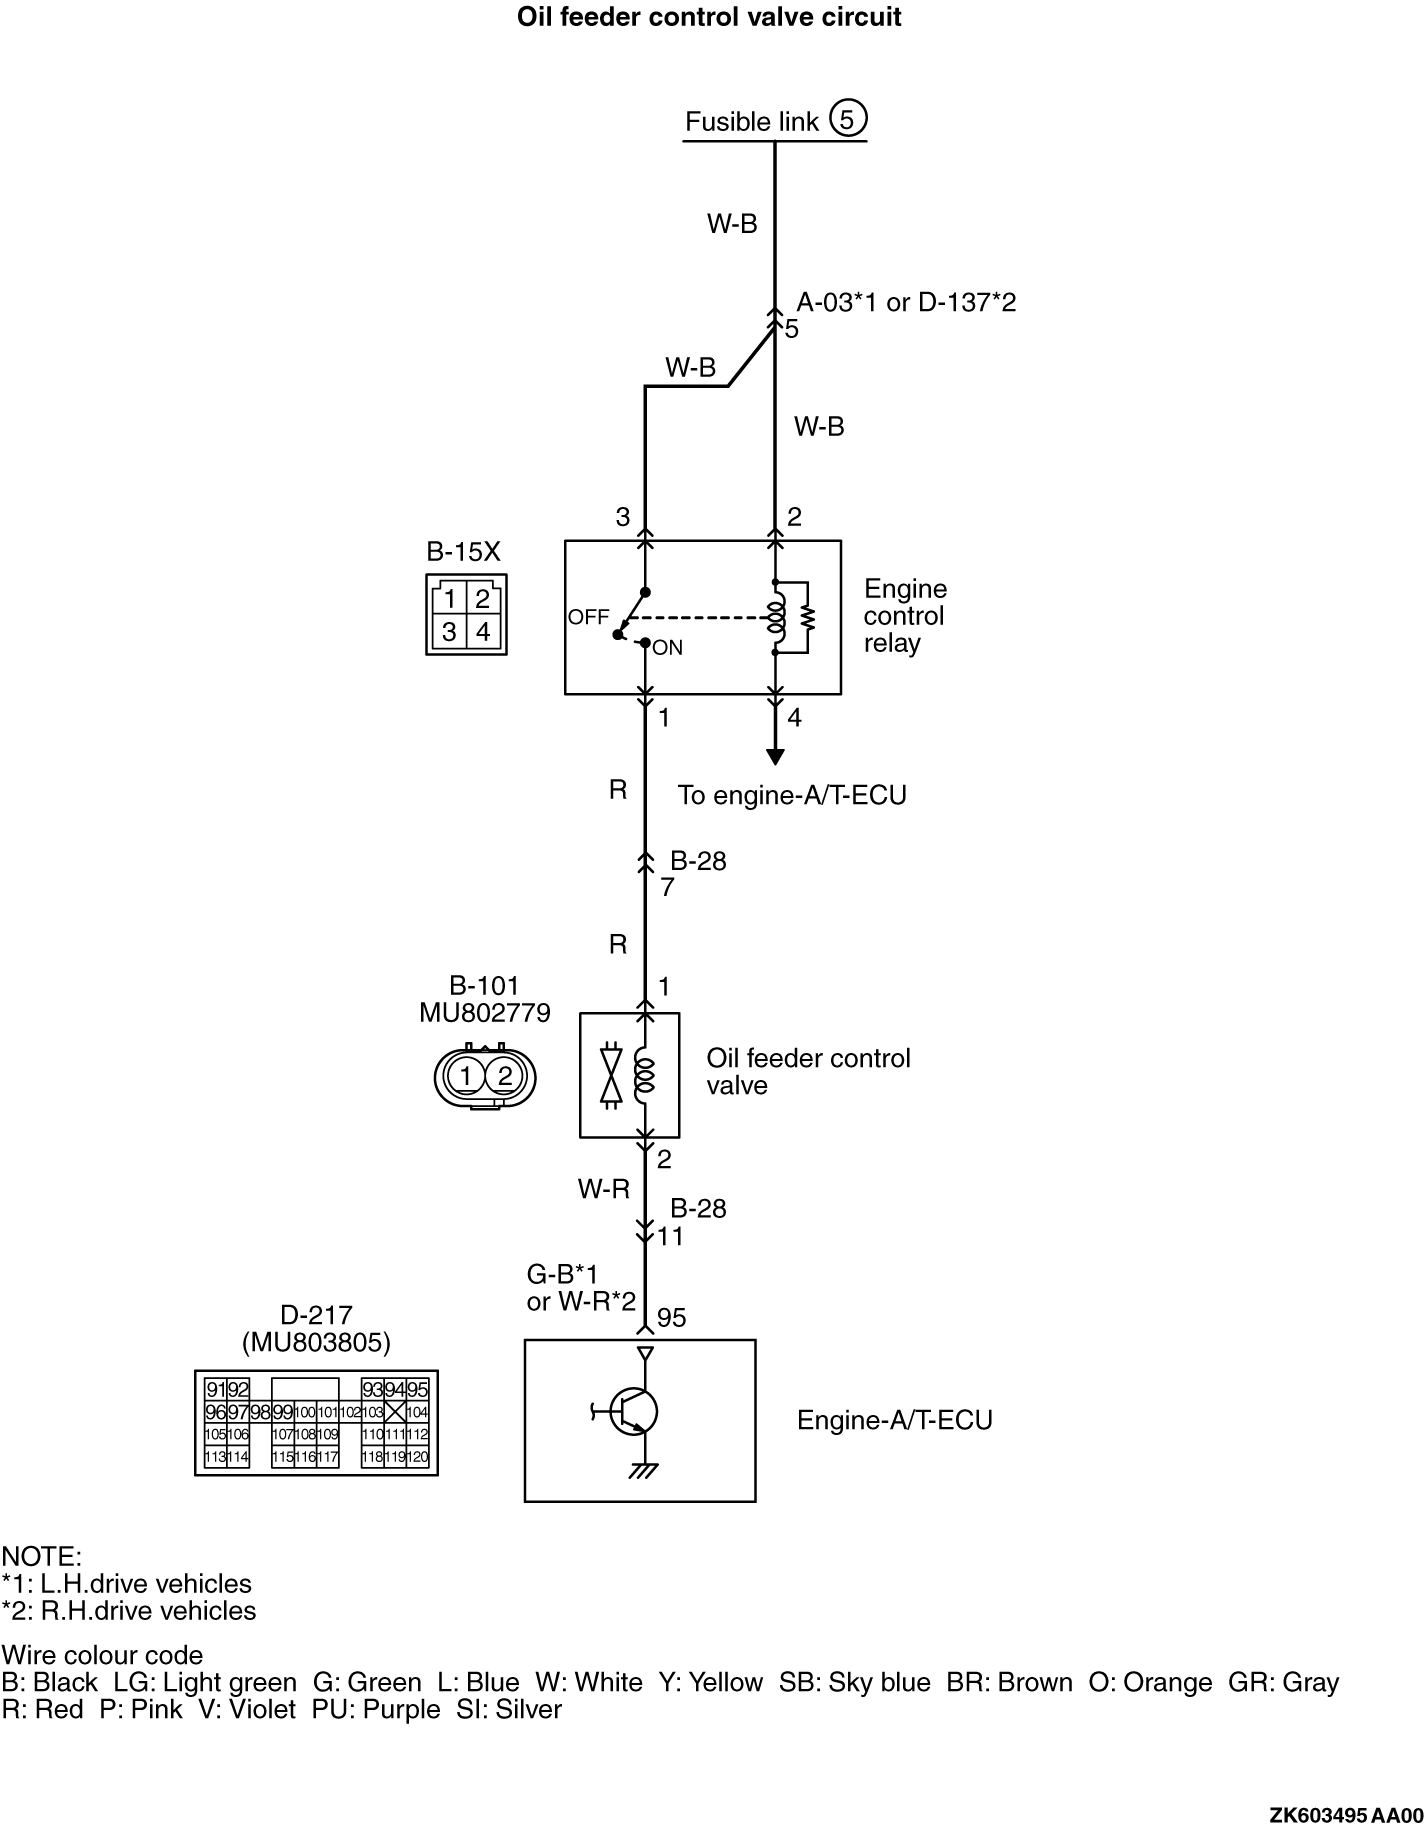 Oil feeder control valve circuit
Fusible link 5
W-B
A-03*1 or D-137*2
5
W-B
W-B
3
2
B-15X
1 2
3 4
OFF
ON
Engine
control
relay
1
4
R
To engine-A/T-ECU
B-28
7
R
B-101
MU802779
1 2
1
Oil feeder control
valve
2
W-R
B-28
11
G-B*1
or W-R*2
95
D-217
(MU803805)
91 92 93 94 95
96 97 98 99 100 101 102 103 104
105 106 107 108 109 110 111 112
113 114 115 116 117 118 119 120
Engine-A/T-ECU
NOTE:
*1: L.H.drive vehicles
*2: R.H.drive vehicles
Wire colour code
B: Black LG: Light green G: Green L: Blue W: White Y: Yellow SB: Sky blue BR: Brown O: Orange GR: Gray
R: Red P: Pink V: Violet PU: Purple SI: Silver
ZK603495AA00